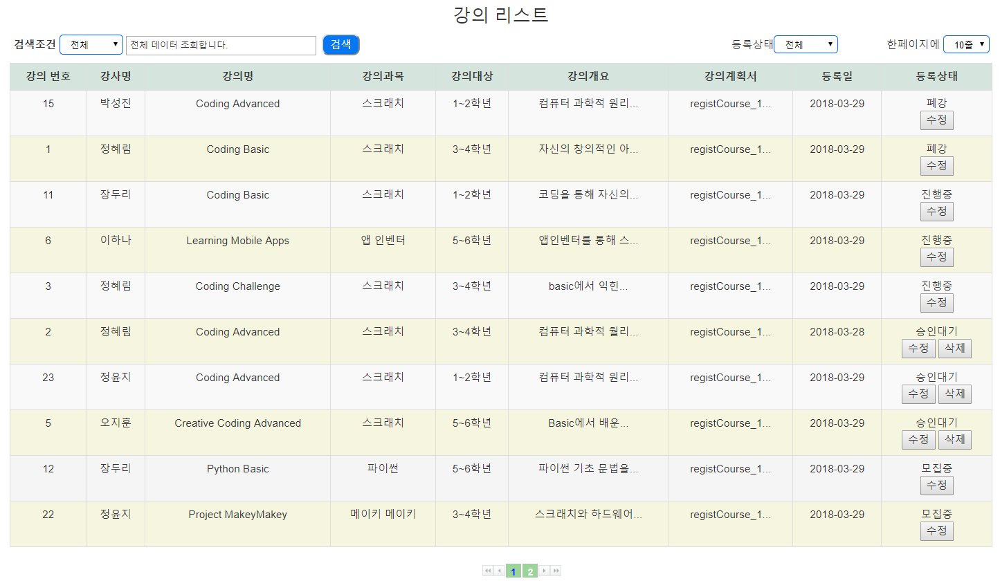 강의 리스트
검색조건 전체 ▼ 전체 데이터 조회합니다. 검색 등록상태 전체 ▼ 한페이지에 10줄 ▼
강의 번호 강사명 강의명 강의과목 강의대상 강의개요 강의계획서 등록일 등록상태
15 박성진 Coding Advanced 스크래치 1~2학년 컴퓨터 과학적 원리... registCourse_1... 2018-03-29 폐강
수정
1 정혜림 Coding Basic 스크래치 3~4학년 자신의 창의적인 아... registCourse_1... 2018-03-29 폐강
수정
11 장두리 Coding Basic 스크래치 1~2학년 코딩을 통해 자신의... registCourse_1... 2018-03-29 진행중
수정
6 이하나 Learning Mobile Apps 앱 인벤터 5~6학년 앱인벤터를 통해 스... registCourse_1... 2018-03-29 진행중
수정
3 정혜림 Coding Challenge 스크래치 3~4학년 basic에서 익힌... registCourse_1... 2018-03-29 진행중
수정
2 정혜림 Coding Advanced 스크래치 3~4학년 컴퓨터 과학적 월리... registCourse_1... 2018-03-28 승인대기
수정 삭제
23 정윤지 Coding Advanced 스크래치 1~2학년 컴퓨터 과학적 원리... registCourse_1... 2018-03-29 승인대기
수정 삭제
5 오지훈 Creative Coding Advanced 스크래치 5~6학년 Basic에서 배운... registCourse_1... 2018-03-29 승인대기
수정 삭제
12 장두리 Python Basic 파이썬 5~6학년 파이썬 기초 문법을... registCourse_1... 2018-03-29 모집중
수정
22 정윤지 Project MakeyMakey 메이키 메이키 3~4학년 스크래치와 하드웨어... registCourse_1... 2018-03-29 모집중
수정
1 2